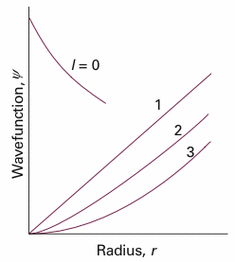 Wavefunction, ψ
l = 0
1
2
3
Radius, r